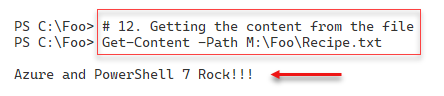 PS C:\Foo> # 12. Getting the content from the file
PS C:\Foo> Get-Content -Path M:\Foo\Recipe.txt
Azure and PowerShell 7 Rock!!!